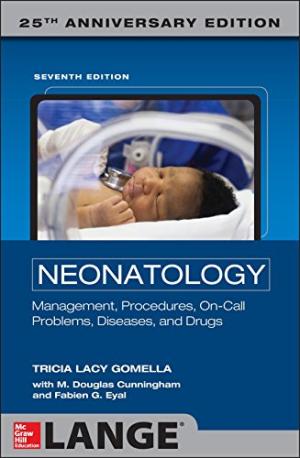 25TH ANNIVERSARY EDITION
SEVENTH EDITION
NEONATOLOGY
Management, Procedures, On-Call
Problems, Diseases, and Drugs
TRICIA LACY GOMELLA
with M. Douglas Cunningham
and Fabien G. Eyal
Mc
Graw
Hill
Education
LANGE®